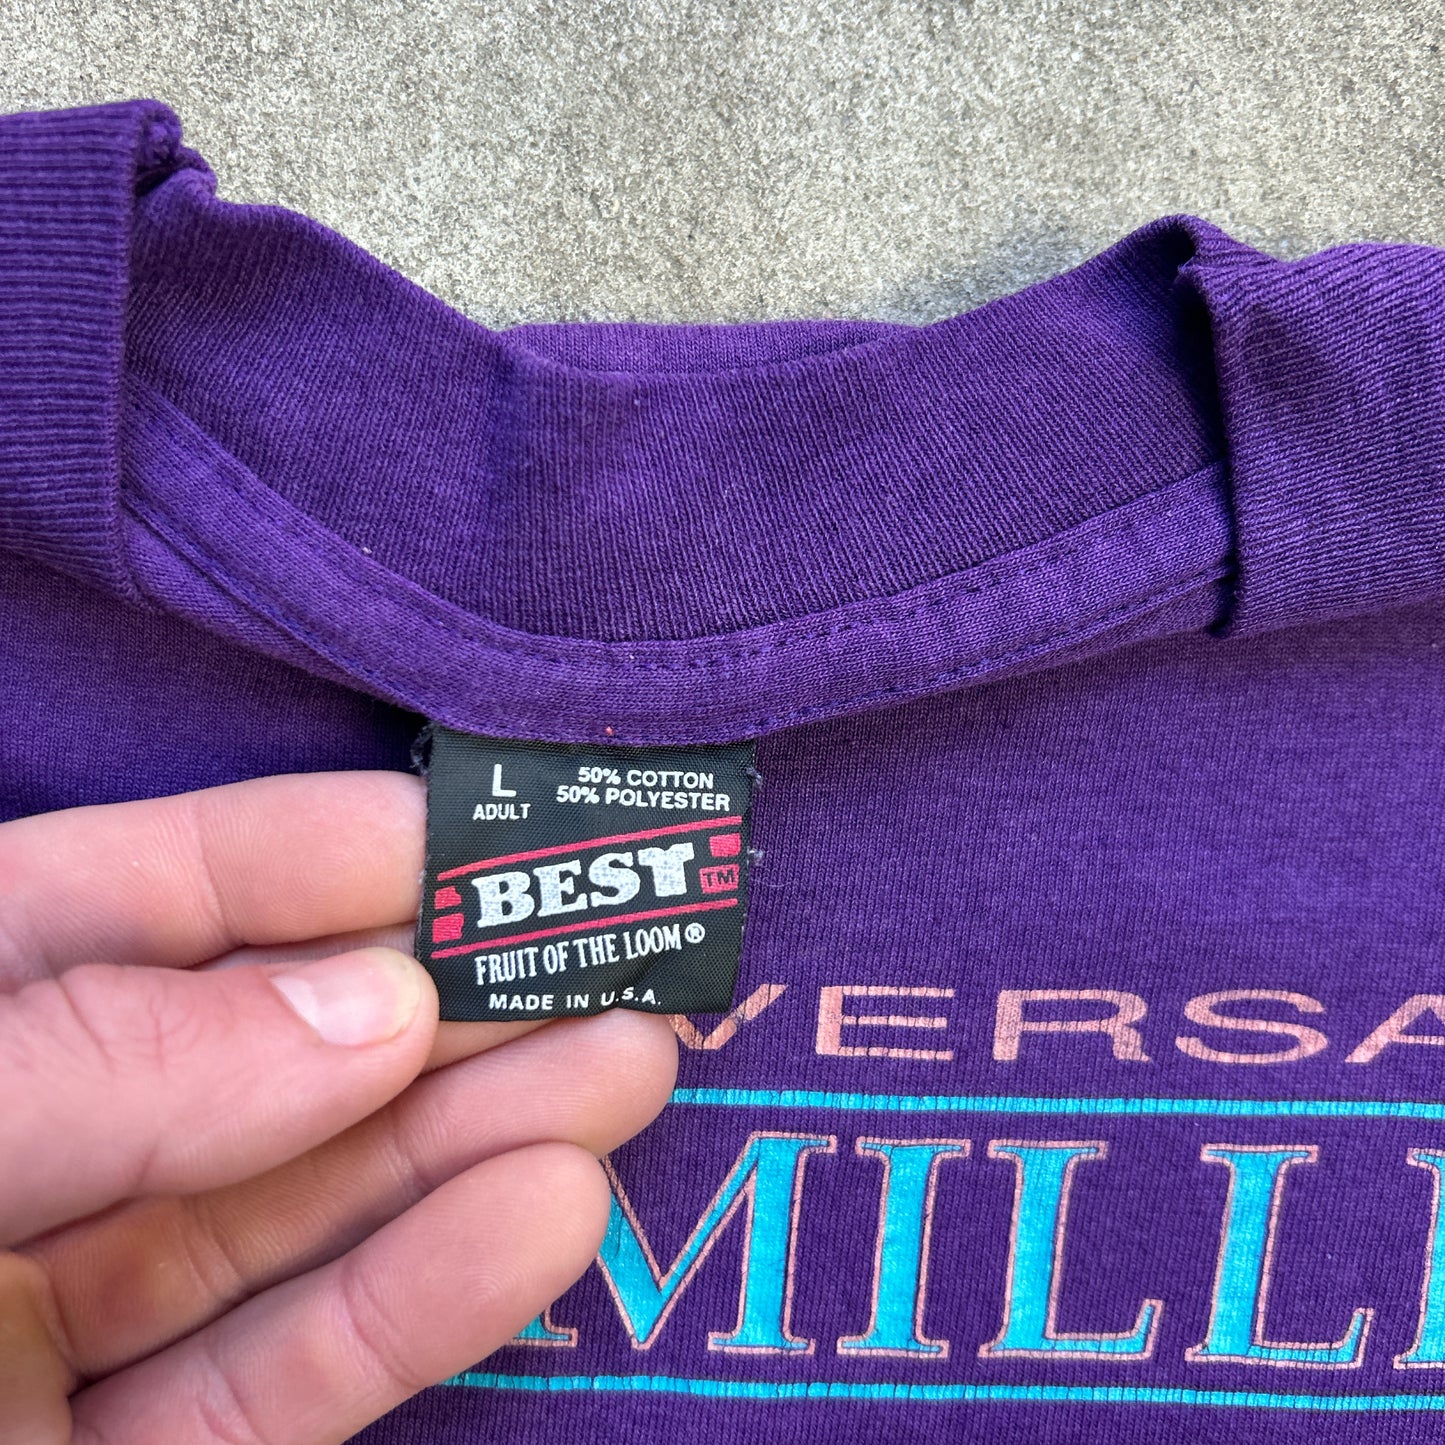 L
ADULT
50% COTTON
50% POLYESTER
BEST TM
FRUIT OF THE LOOM®
MADE IN U.S.A.
VERSA
MILL